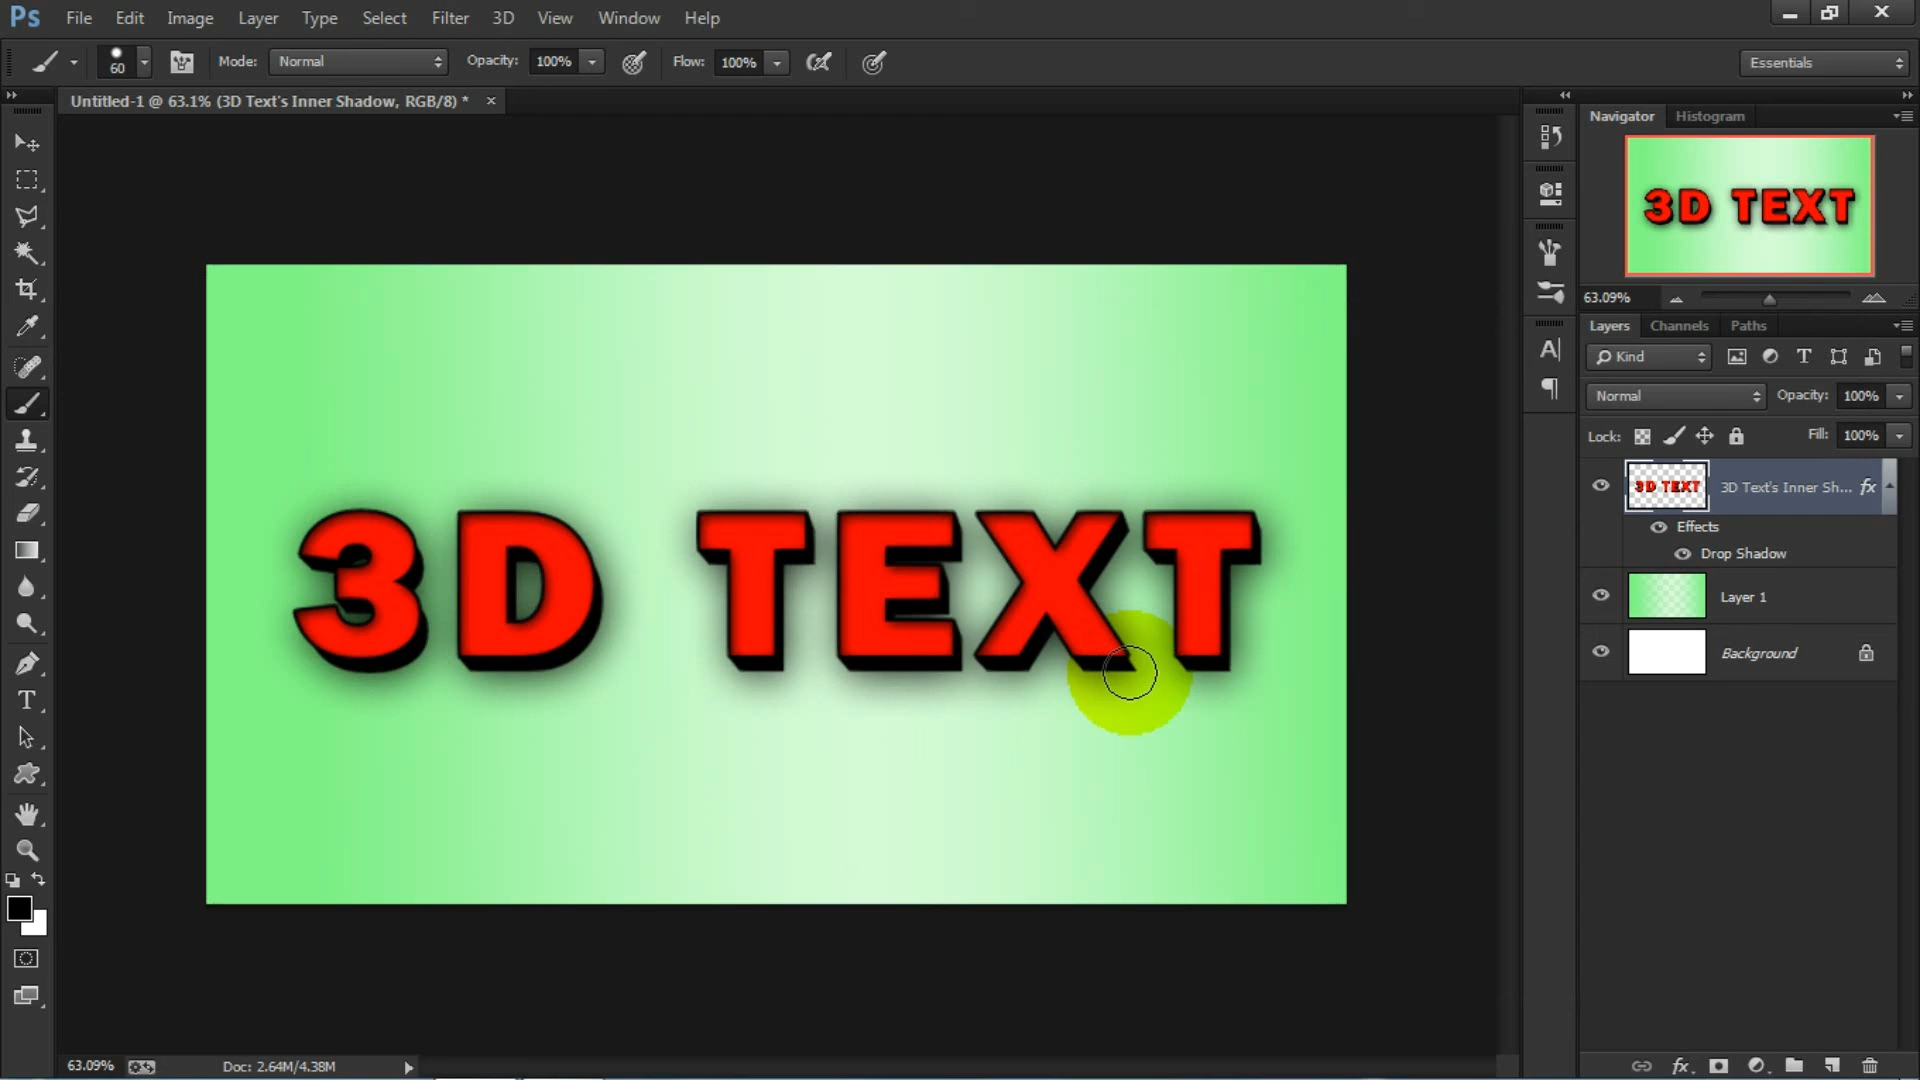 Ps File Edit Image Layer Type Select Filter 3D View Window Help
60 Mode: Normal Opacity: 100% Flow: 100% Essentials
Untitled-1 @ 63.1% (3D Text's Inner Shadow, RGB/8) * ×
Navigator Histogram
3D TEXT
63.09%
Layers Channels Paths
Kind
Normal Opacity: 100%
Lock: Fill: 100%
3D TEXT 3D Text's Inner Sh... fx
Effects
Drop Shadow
Layer 1
Background
3D TEXT
63.09% Doc: 2.64M/4.38M
fx